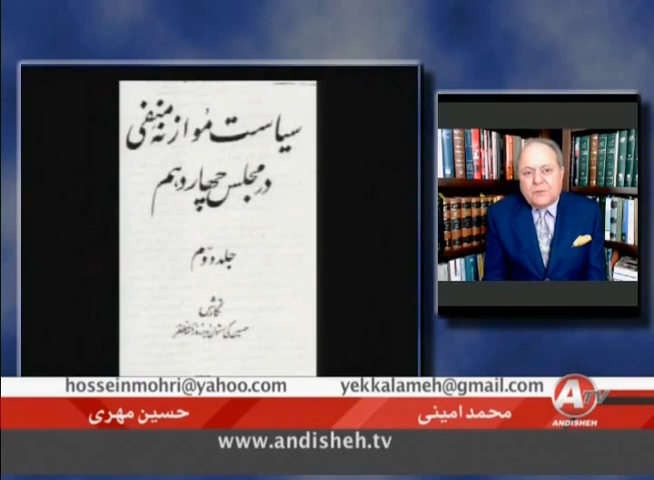 سیاست موازنه منفی
در مجلس چهاردهم
جلد دوم
نگارش
hosseinmohri@yahoo.com
yekkalameh@gmail.com
حسین مهری
محمد امینی
ATV
ANDISHEH
www.andisheh.tv